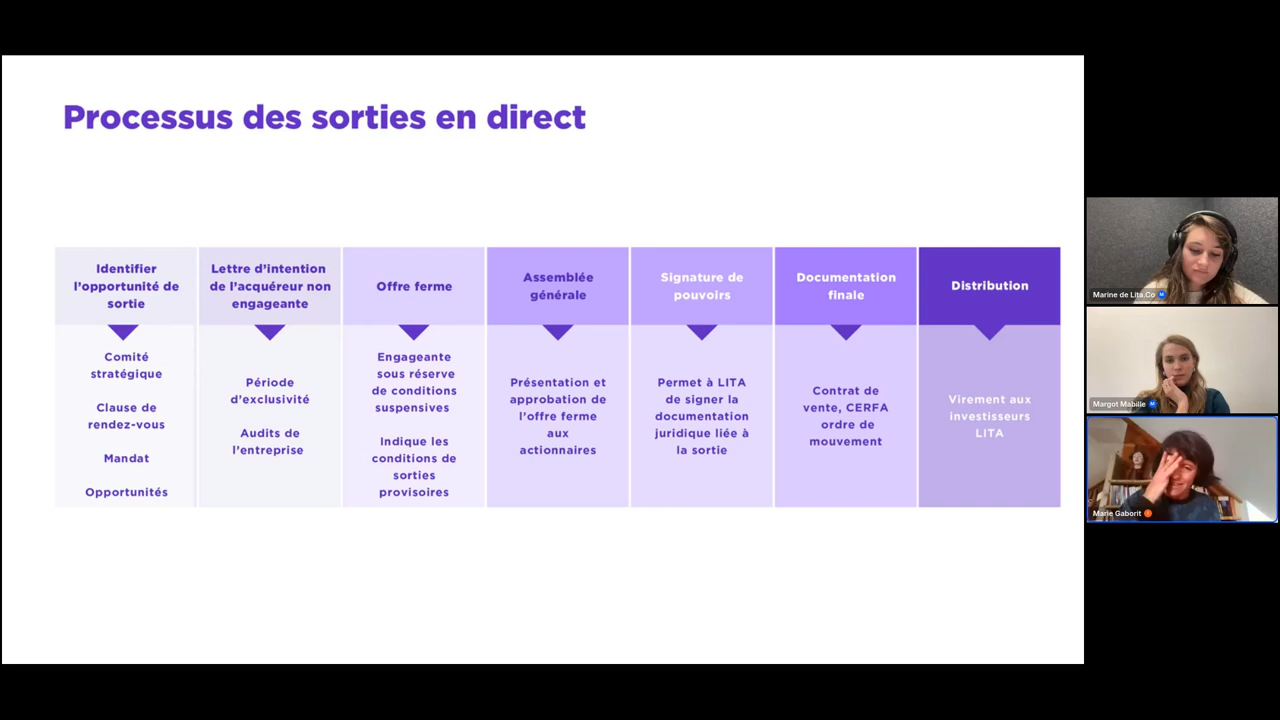 Processus des sorties en direct
Identifier
l’opportunité de
sortie
Lettre d’intention
de l’acquéreur non
engageante
Offre ferme
Assemblée
générale
Signature de
pouvoirs
Documentation
finale
Distribution
Comité
stratégique
Clause de
rendez-vous
Mandat
Opportunités
Période
d’exclusivité
Audits de
l’entreprise
Engageante
sous réserve
de conditions
suspensives
Indique les
conditions de
sorties
provisoires
Présentation et
approbation de
l’offre ferme
aux
actionnaires
Permet à LITA
de signer la
documentation
juridique liée à
la sortie
Contrat de
vente, CERFA
ordre de
mouvement
Virement aux
investisseurs
LITA
Marine de Lita.Co M
Margot Mabille M
Marie Gaborit